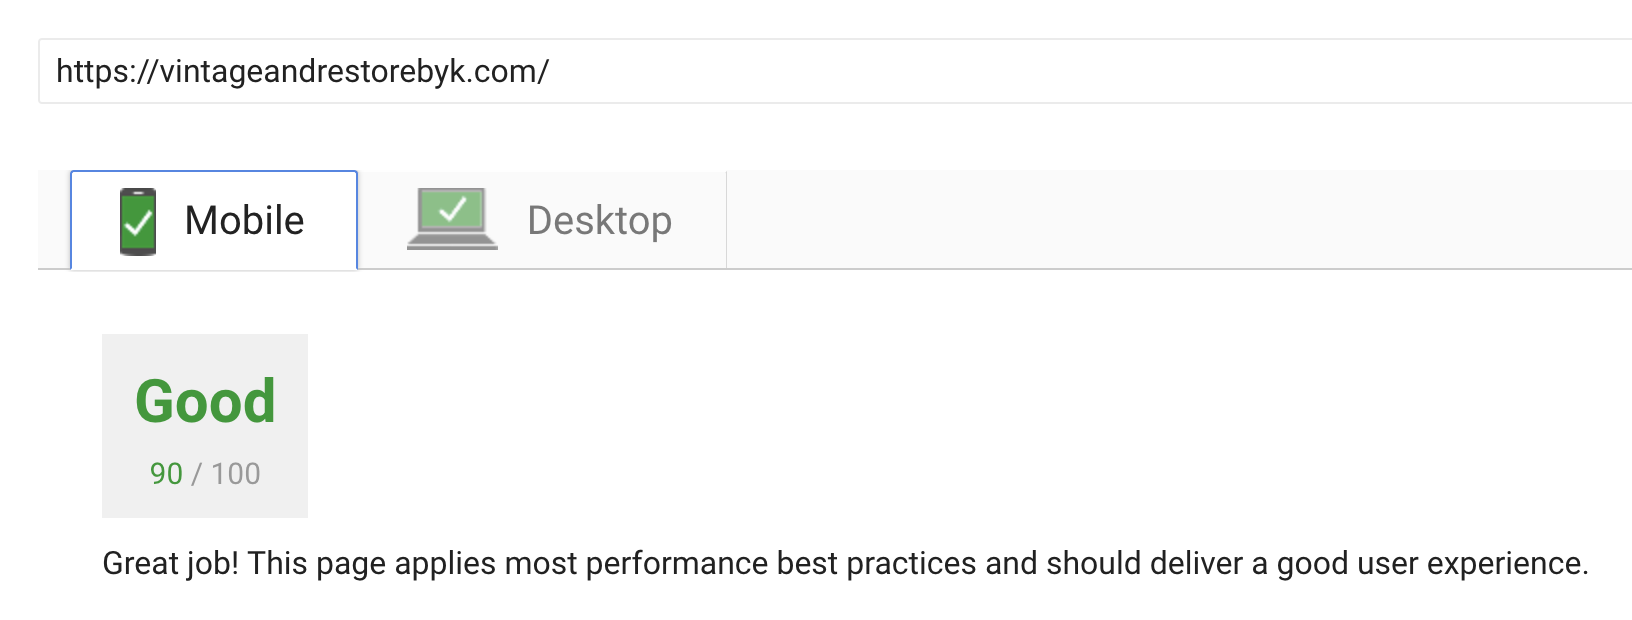 https://vintageandrestorebyk.com/
Mobile Desktop
Good
90 / 100
Great job! This page applies most performance best practices and should deliver a good user experience.